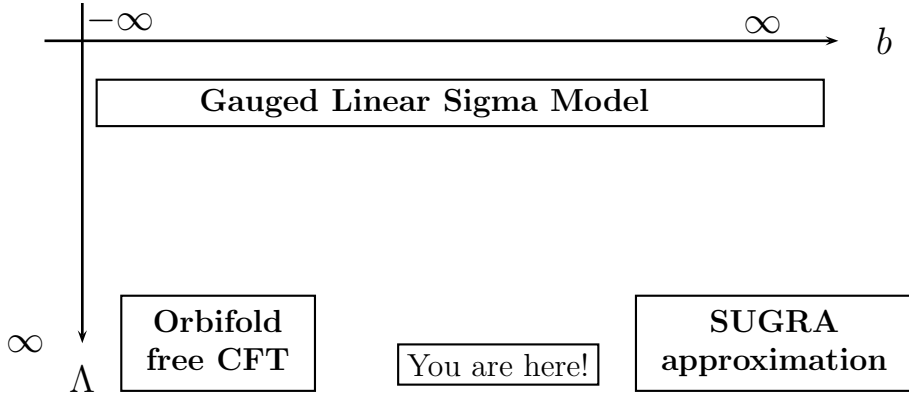 −∞
∞
b
Gauged Linear Sigma Model
Orbifold
free CFT
SUGRA
approximation
∞
You are here!
Λ